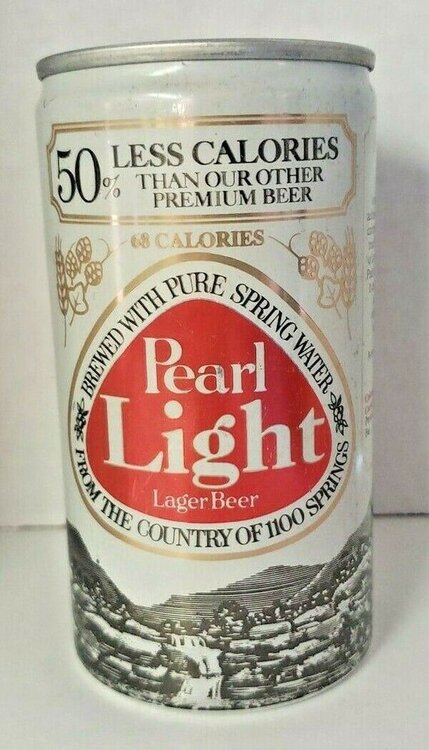 50% LESS CALORIES
THAN OUR OTHER
PREMIUM BEER
68 CALORIES
BREWED WITH PURE SPRING WATER
Pearl
Light
Lager Beer
FROM THE COUNTRY OF 1100 SPRINGS